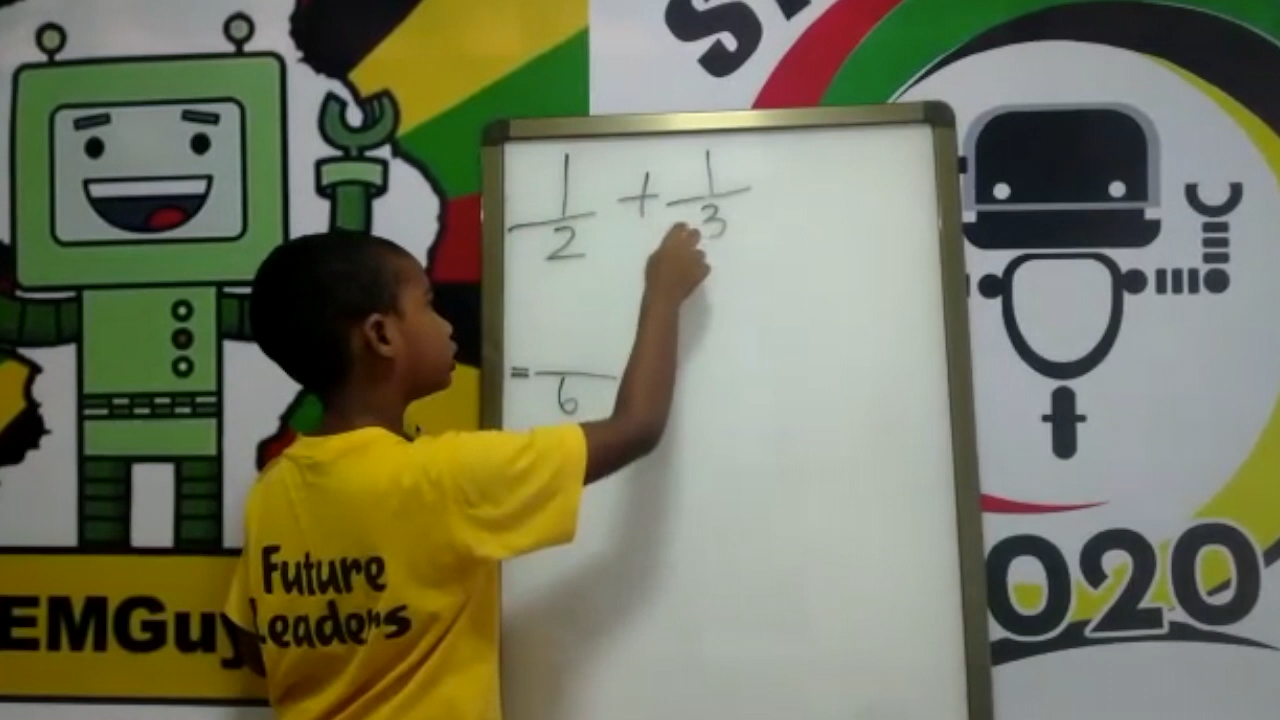 1/2 + 1/3
= /6
Future
Leaders
EMGuy
020